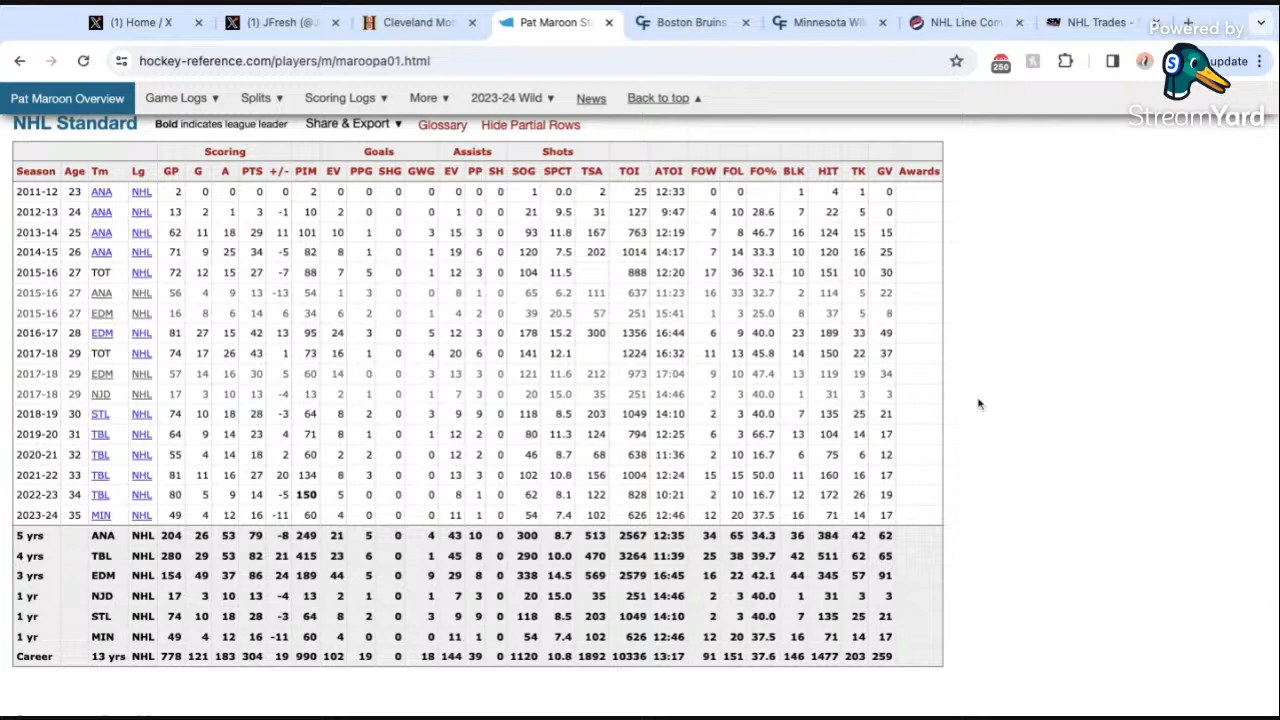 (1) Home / X
(1) JFresh (@J
Cleveland Mo
Pat Maroon St
Boston Bruins
Minnesota Wi
NHL Line Com
NHL Trades -
Powered by
hockey-reference.com/players/m/maroopa01.html
250
update
S
StreamYard
Pat Maroon Overview
Game Logs ▼
Splits ▼
Scoring Logs ▼
More ▼
2023-24 Wild ▼
News
Back to top ▲
NHL Standard
Bold indicates league leader
Share & Export ▼
Glossary
Hide Partial Rows
Scoring Goals Assists Shots
Season Age Tm Lg GP G A PTS +/- PIM EV PPG SHG GWG EV PP SH SOG SPCT TSA TOI ATOI FOW FOL FO% BLK HIT TK GV Awards
2011-12 23 ANA NHL 2 0 0 0 0 2 0 0 0 0 0 0 0 1 0.0 2 25 12:33 0 0 1 4 1 0
2012-13 24 ANA NHL 13 2 1 3 -1 10 2 0 0 0 1 0 0 21 9.5 31 127 9:47 4 10 28.6 7 22 5 0
2013-14 25 ANA NHL 62 11 18 29 11 101 10 1 0 3 15 3 0 93 11.8 167 763 12:19 7 8 46.7 16 124 15 15
2014-15 26 ANA NHL 71 9 25 34 -5 82 8 1 0 0 19 6 0 120 7.5 202 1014 14:17 7 14 33.3 10 120 16 25
2015-16 27 TOT NHL 72 12 15 27 -7 88 7 5 0 1 12 3 0 104 11.5 888 12:20 17 36 32.1 10 151 10 30
2015-16 27 ANA NHL 56 4 9 13 -13 54 1 3 0 0 8 1 0 65 6.2 111 637 11:23 16 33 32.7 2 114 5 22
2015-16 27 EDM NHL 16 8 6 14 6 34 6 2 0 1 4 2 0 39 20.5 57 251 15:41 1 3 25.0 8 37 5 8
2016-17 28 EDM NHL 81 27 15 42 13 95 24 3 0 5 12 3 0 178 15.2 300 1356 16:44 6 9 40.0 23 189 33 49
2017-18 29 TOT NHL 74 17 26 43 1 73 16 1 0 4 20 6 0 141 12.1 1224 16:32 11 13 45.8 14 150 22 37
2017-18 29 EDM NHL 57 14 16 30 5 60 14 0 0 3 13 3 0 121 11.6 212 973 17:04 9 10 47.4 13 119 19 34
2017-18 29 NJD NHL 17 3 10 13 -4 13 2 1 0 1 7 3 0 20 15.0 35 251 14:46 2 3 40.0 1 31 3 3
2018-19 30 STL NHL 74 10 18 28 -3 64 8 2 0 3 9 9 0 118 8.5 203 1049 14:10 2 3 40.0 7 135 25 21
2019-20 31 TBL NHL 64 9 14 23 4 71 8 1 0 1 12 2 0 80 11.3 124 794 12:25 6 3 66.7 13 104 14 17
2020-21 32 TBL NHL 55 4 14 18 2 60 2 2 0 0 12 2 0 46 8.7 68 638 11:36 2 10 16.7 6 75 6 12
2021-22 33 TBL NHL 81 11 16 27 20 134 8 3 0 0 13 3 0 102 10.8 156 1004 12:24 15 15 50.0 11 160 16 17
2022-23 34 TBL NHL 80 5 9 14 -5 150 5 0 0 0 8 1 0 62 8.1 122 828 10:21 2 10 16.7 12 172 26 19
2023-24 35 MIN NHL 49 4 12 16 -11 60 4 0 0 0 11 1 0 54 7.4 102 626 12:46 12 20 37.5 16 71 14 17
5 yrs ANA NHL 204 26 53 79 -8 249 21 5 0 4 43 10 0 300 8.7 513 2567 12:35 34 65 34.3 36 384 42 62
4 yrs TBL NHL 280 29 53 82 21 415 23 6 0 1 45 8 0 290 10.0 470 3264 11:39 25 38 39.7 42 511 62 65
3 yrs EDM NHL 154 49 37 86 24 189 44 5 0 9 29 8 0 338 14.5 569 2579 16:45 16 22 42.1 44 345 57 91
1 yr NJD NHL 17 3 10 13 -4 13 2 1 0 1 7 3 0 20 15.0 35 251 14:46 2 3 40.0 1 31 3 3
1 yr STL NHL 74 10 18 28 -3 64 8 2 0 3 9 9 0 118 8.5 203 1049 14:10 2 3 40.0 7 135 25 21
1 yr MIN NHL 49 4 12 16 -11 60 4 0 0 0 11 1 0 54 7.4 102 626 12:46 12 20 37.5 16 71 14 17
Career 13 yrs NHL 778 121 183 304 19 990 102 19 0 18 144 39 0 1120 10.8 1892 10336 13:17 91 151 37.6 146 1477 203 259